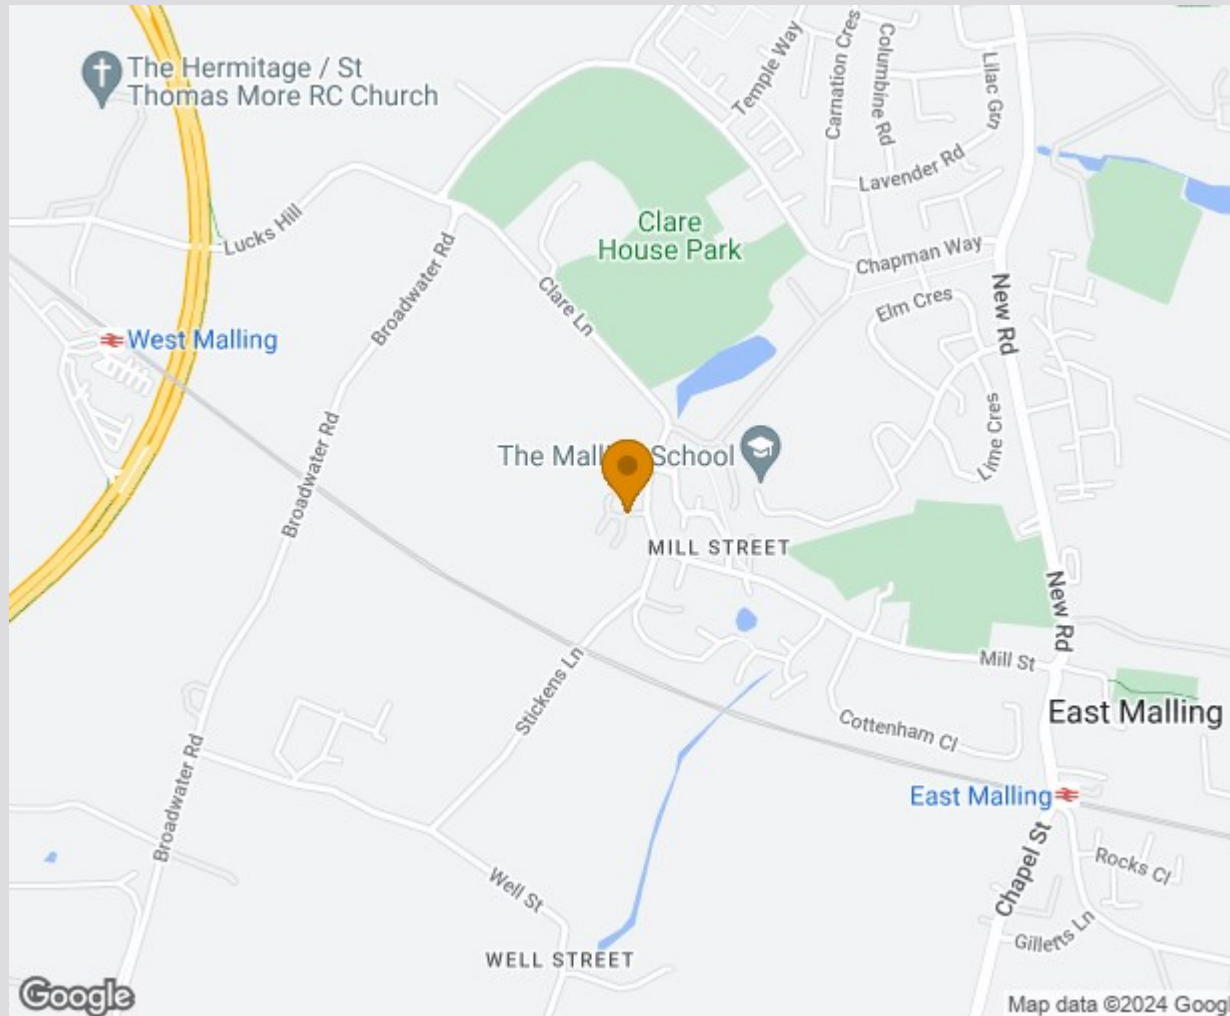 The Hermitage / St
Thomas More RC Church
Temple Way
Carnation Cres
Columbine Rd
Lilac Grn
Lavender Rd
Lucks Hill
Clare
House Park
Broadwater Rd
Chapman Way
Clare Ln
Elm Cres
New Rd
West Malling
Lime Cres
The Malli School
Broadwater Rd
MILL STREET
New Rd
Stickens Ln
Mill St
East Malling
Cottenham Cl
Broadwater Rd
East Malling
Chapel St
Rocks Cl
Well St
Gilletts Ln
WELL STREET
Google
Map data ©2024 Googl